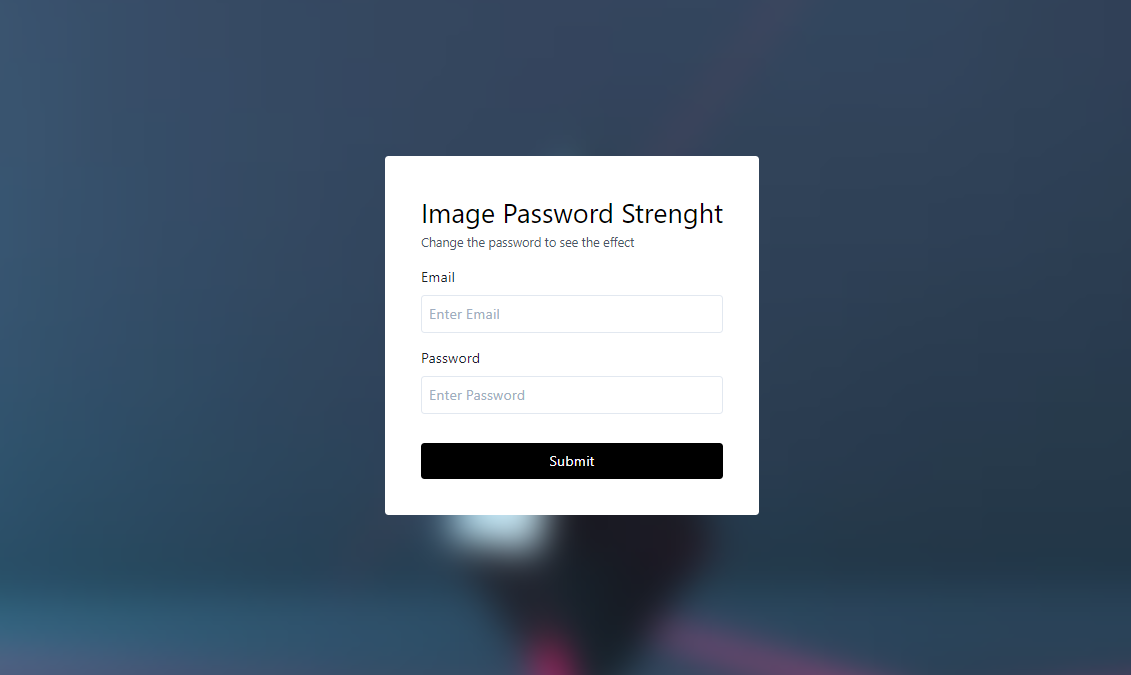 Image Password Strenght
Change the password to see the effect
Email
Enter Email
Password
Enter Password
Submit